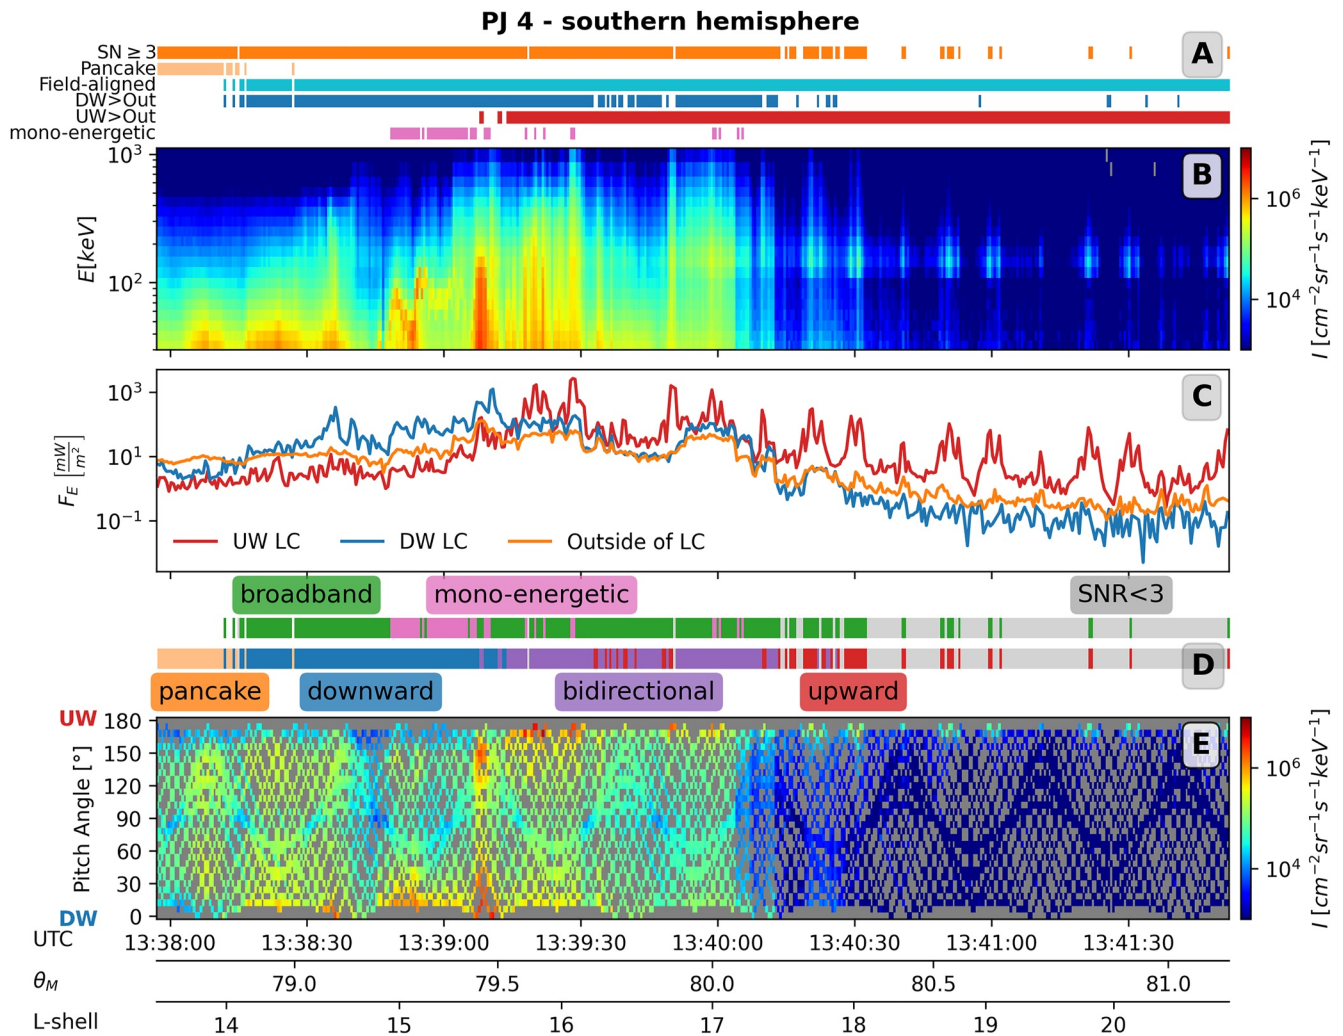 PJ 4 - southern hemisphere
SN ≥ 3
A
Pancake
Field-aligned
DW>Out
UW>Out
mono-energetic
10³
B
E[keV]
10²
10⁶
10⁴
I [cm⁻²sr⁻¹s⁻¹keV⁻¹]
10³
C
F_E [mW/m²]
10¹
10⁻¹
UW LC
DW LC
Outside of LC
broadband
mono-energetic
SNR<3
D
pancake
downward
bidirectional
upward
UW
180
E
150
120
90
60
30
0
Pitch Angle [°]
DW
10⁶
10⁴
I [cm⁻²sr⁻¹s⁻¹keV⁻¹]
UTC 13:38:00 13:38:30 13:39:00 13:39:30 13:40:00 13:40:30 13:41:00 13:41:30
θ_M 79.0 79.5 80.0 80.5 81.0
L-shell 14 15 16 17 18 19 20 21